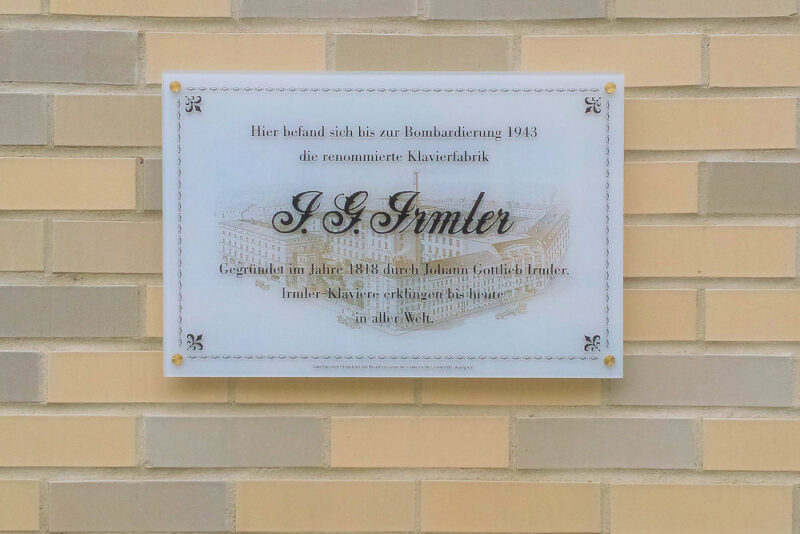 Hier befand sich bis zur Bombardierung 1943
die renommierte Klavierfabrik
J. G. Irmler
Gegründet im Jahre 1818 durch Johann Gottlieb Irmler.
Irmler-Klaviere erklingen bis heute
in aller Welt.